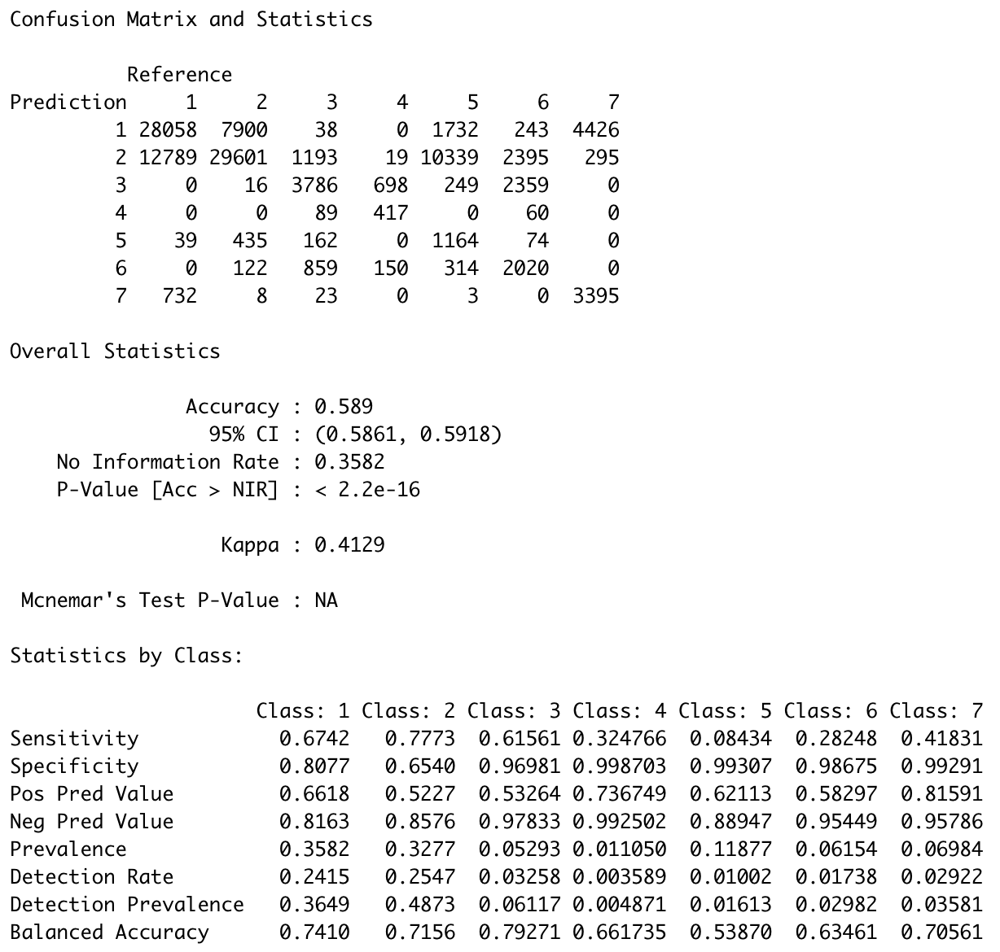 Confusion Matrix and Statistics
          Reference
Prediction     1     2     3     4     5     6     7
         1 28058  7900    38     0  1732   243  4426
         2 12789 29601  1193    19 10339  2395   295
         3     0    16  3786   698   249  2359     0
         4     0     0    89   417     0    60     0
         5    39   435   162     0  1164    74     0
         6     0   122   859   150   314  2020     0
         7   732     8    23     0     3     0  3395
Overall Statistics
               Accuracy : 0.589
                 95% CI : (0.5861, 0.5918)
    No Information Rate : 0.3582
    P-Value [Acc > NIR] : < 2.2e-16
                  Kappa : 0.4129
 Mcnemar's Test P-Value : NA
Statistics by Class:
                     Class: 1 Class: 2 Class: 3 Class: 4 Class: 5 Class: 6 Class: 7
Sensitivity            0.6742   0.7773  0.61561 0.324766  0.08434  0.28248  0.41831
Specificity            0.8077   0.6540  0.96981 0.998703  0.99307  0.98675  0.99291
Pos Pred Value         0.6618   0.5227  0.53264 0.736749  0.62113  0.58297  0.81591
Neg Pred Value         0.8163   0.8576  0.97833 0.992502  0.88947  0.95449  0.95786
Prevalence             0.3582   0.3277  0.05293 0.011050  0.11877  0.06154  0.06984
Detection Rate         0.2415   0.2547  0.03258 0.003589  0.01002  0.01738  0.02922
Detection Prevalence   0.3649   0.4873  0.06117 0.004871  0.01613  0.02982  0.03581
Balanced Accuracy      0.7410   0.7156  0.79271 0.661735  0.53870  0.63461  0.70561